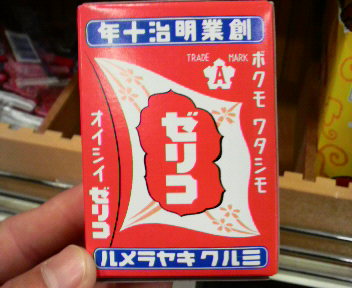 創業明治十年
TRADE MARK
A
ボクモ ワタシモ
ゼリコ
オイシイゼリコ
ミルクキヤラメル